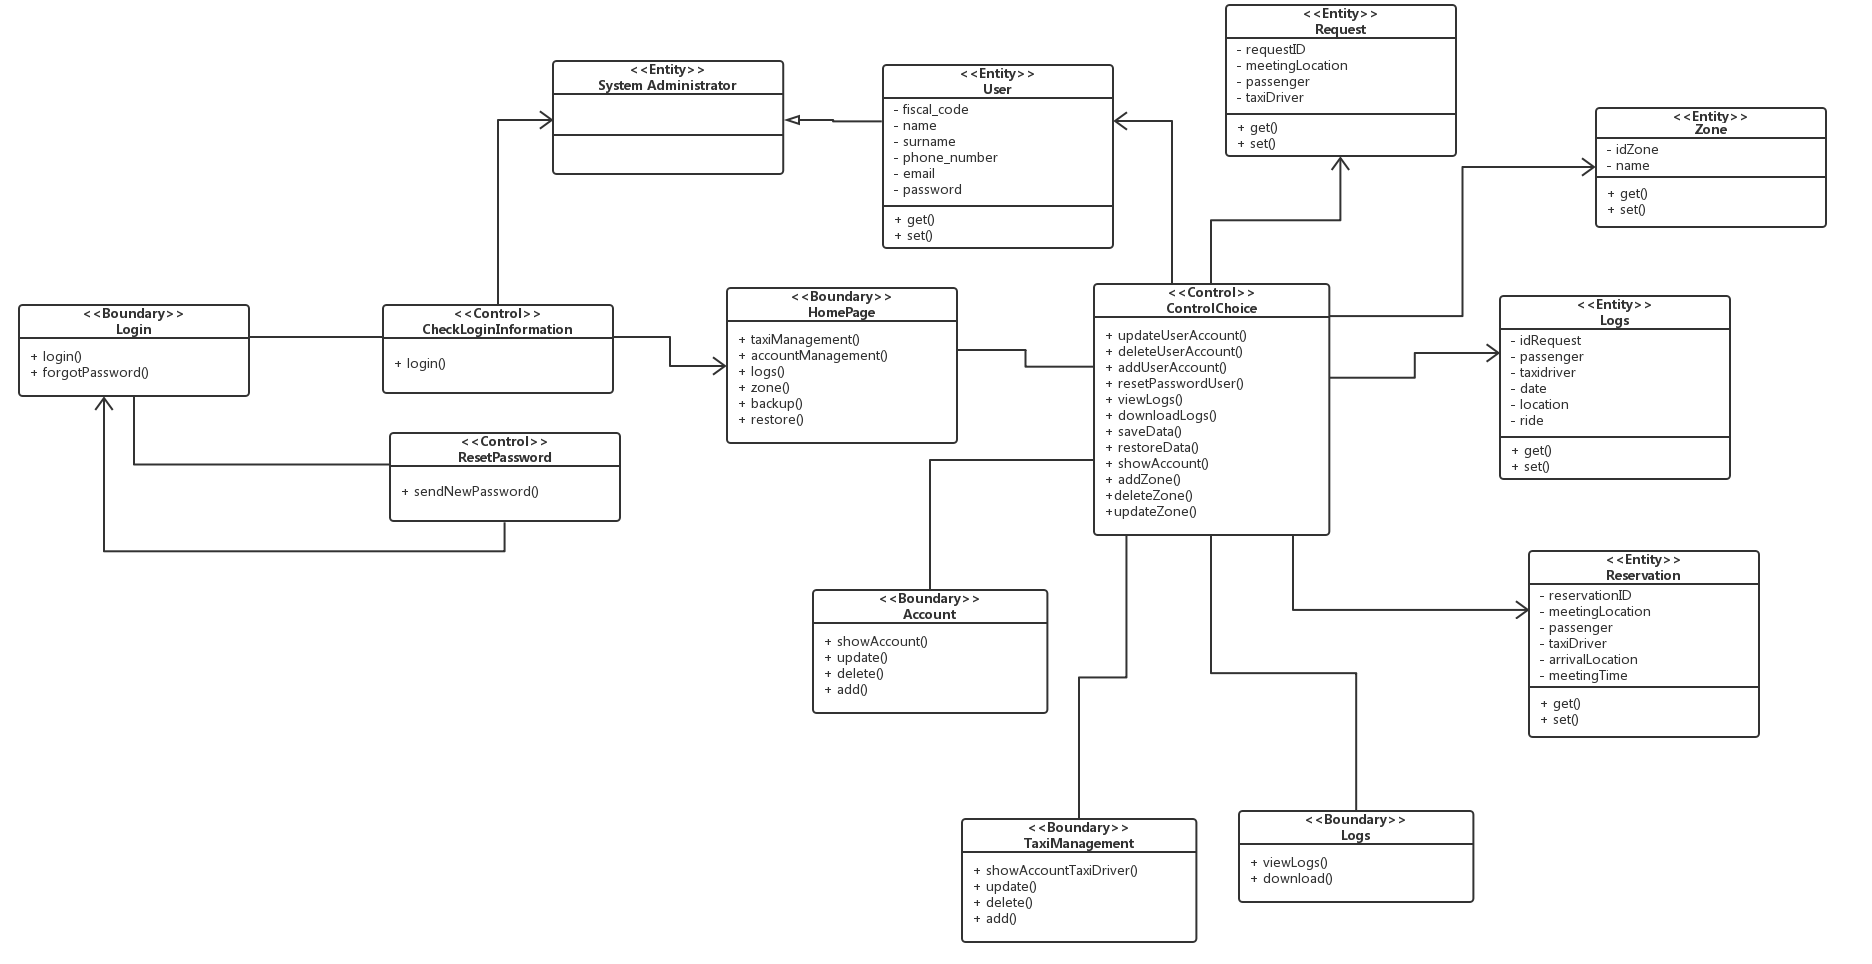 <<Entity>>
Request
- requestID
- meetingLocation
- passenger
- taxiDriver
+ get()
+ set()
<<Entity>>
System Administrator
<<Entity>>
User
- fiscal_code
- name
- surname
- phone_number
- email
- password
+ get()
+ set()
<<Entity>>
Zone
- idZone
- name
+ get()
+ set()
<<Boundary>>
Login
+ login()
+ forgotPassword()
<<Control>>
CheckLoginInformation
+ login()
<<Boundary>>
HomePage
+ taxiManagement()
+ accountManagement()
+ logs()
+ zone()
+ backup()
+ restore()
<<Control>>
ControlChoice
+ updateUserAccount()
+ deleteUserAccount()
+ addUserAccount()
+ resetPasswordUser()
+ viewLogs()
+ downloadLogs()
+ saveData()
+ restoreData()
+ showAccount()
+ addZone()
+deleteZone()
+updateZone()
<<Entity>>
Logs
- idRequest
- passenger
- taxidriver
- date
- location
- ride
+ get()
+ set()
<<Control>>
ResetPassword
+ sendNewPassword()
<<Entity>>
Reservation
- reservationID
- meetingLocation
- passenger
- taxiDriver
- arrivalLocation
- meetingTime
+ get()
+ set()
<<Boundary>>
Account
+ showAccount()
+ update()
+ delete()
+ add()
<<Boundary>>
TaxiManagement
+ showAccountTaxiDriver()
+ update()
+ delete()
+ add()
<<Boundary>>
Logs
+ viewLogs()
+ download()